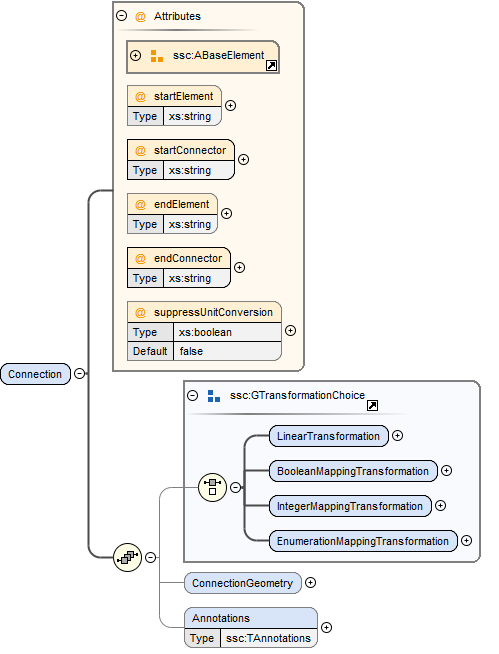 Attributes
ssc:ABaseElement
startElement
Type xs:string
startConnector
Type xs:string
endElement
Type xs:string
endConnector
Type xs:string
suppressUnitConversion
Type xs:boolean
Default false
Connection
ssc:GTransformationChoice
LinearTransformation
BooleanMappingTransformation
IntegerMappingTransformation
EnumerationMappingTransformation
ConnectionGeometry
Annotations
Type ssc:TAnnotations